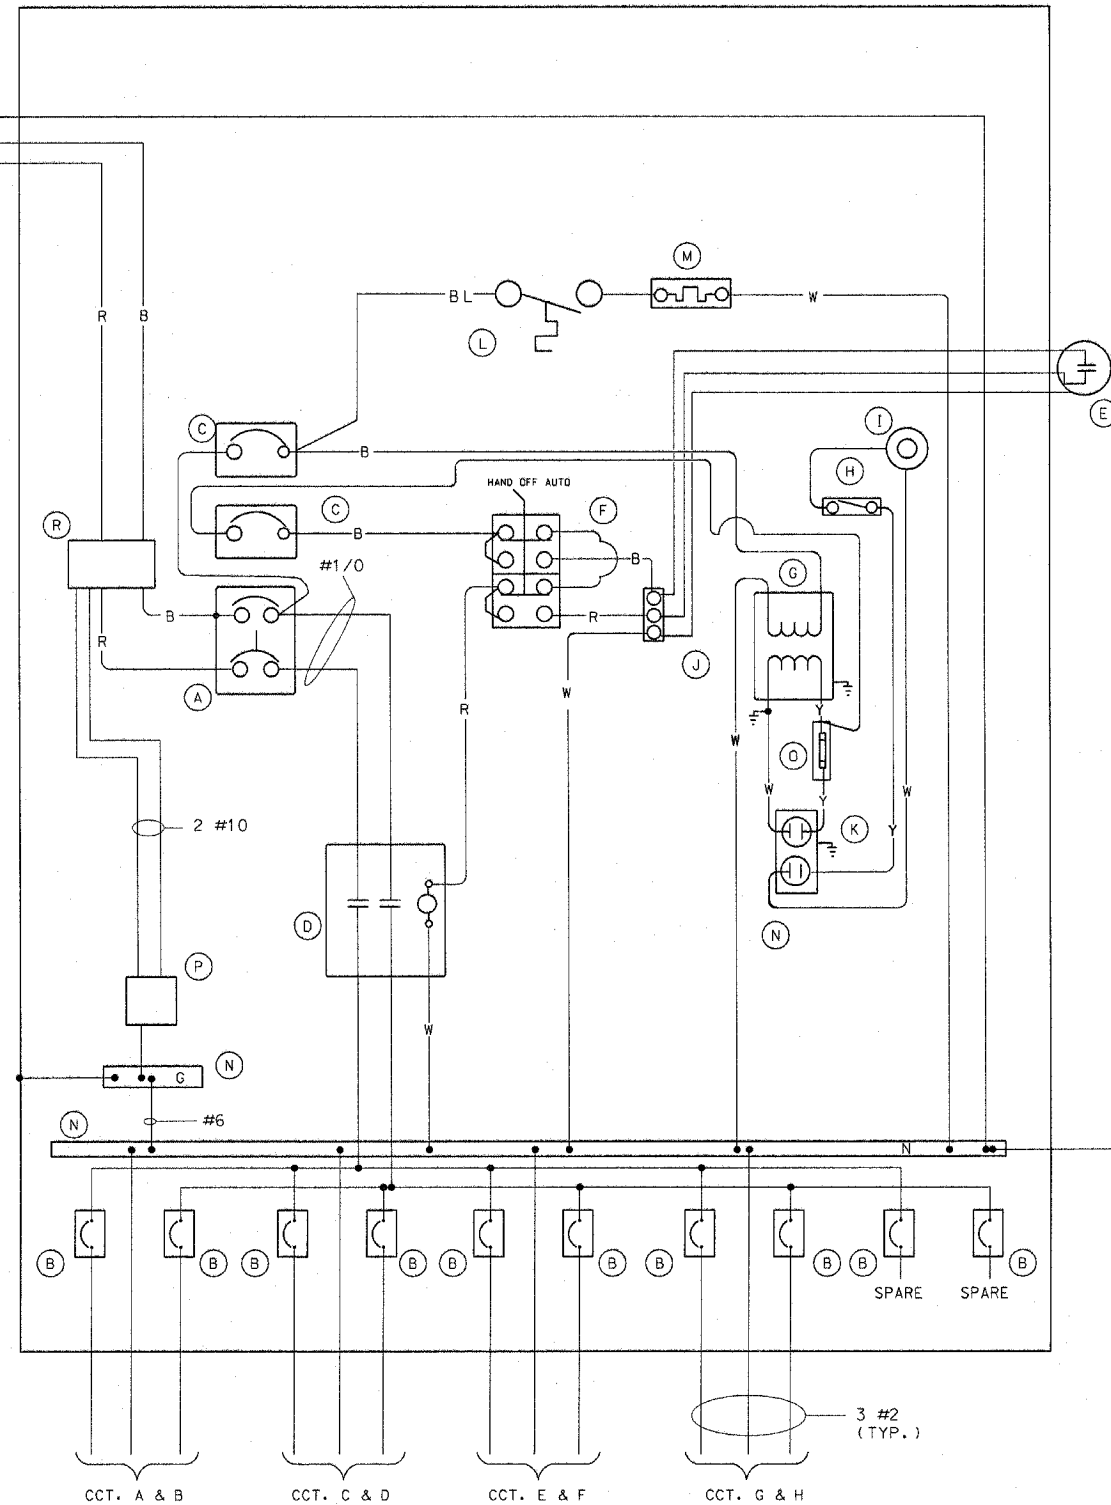 M
R B
BL
W
L
E
C
I
B
H
HAND OFF AUTO
C
F
R
B
#1/0
B
G
B
R
R
J
A
W
R
Y
W
O
W
W
Y
2 #10
K
Y
D
N
P
W
N
G
#6
N
N
B B B B B B B B B B
SPARE SPARE
3 #2
(TYP.)
CCT. A & B CCT. C & D CCT. E & F CCT. G & H